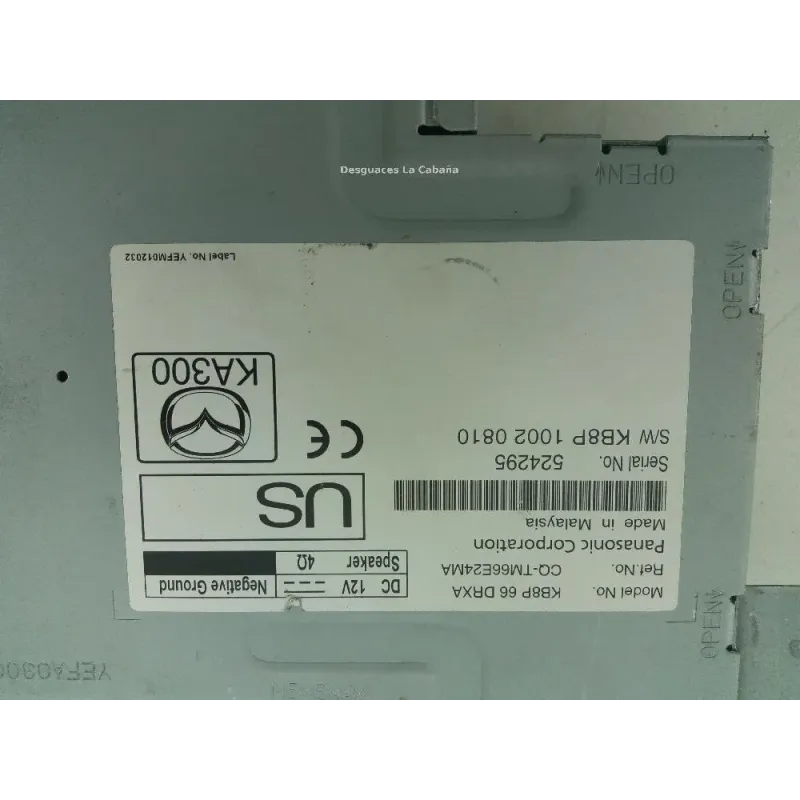 Desguaces La Cabaña
Model No. KB8P 66 DRXA
Ref.No. CQ-TM66E24MA
Panasonic Corporation
Made in Malaysia
Serial No. 524295
S/W KB8P 1002 0810
DC 12V Negative Ground
Speaker 4Ω
US
CE
KA300
Label No. YEFM012032
OPEN
OPEN
OPEN